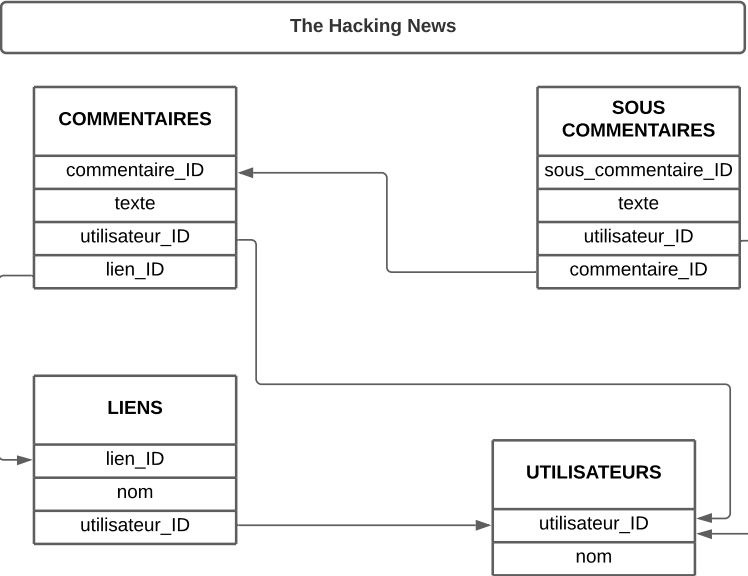 The Hacking News
COMMENTAIRES
commentaire_ID
texte
utilisateur_ID
lien_ID
SOUS
COMMENTAIRES
sous_commentaire_ID
texte
utilisateur_ID
commentaire_ID
LIENS
lien_ID
nom
utilisateur_ID
UTILISATEURS
utilisateur_ID
nom